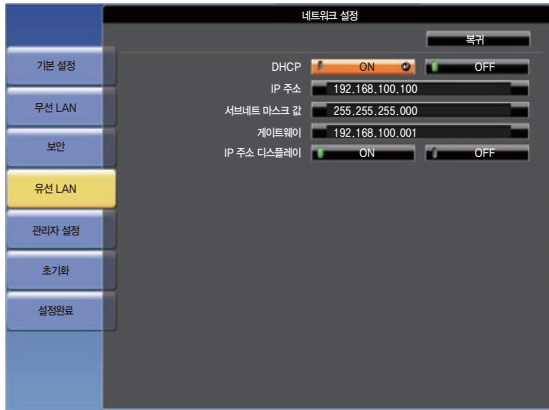 네트워크 설정
복귀
기본 설정
무선 LAN
보안
유선 LAN
관리자 설정
초기화
설정완료
DHCP ON OFF
IP 주소 192.168.100.100
서브네트 마스크 값 255.255.255.000
게이트웨이 192.168.100.001
IP 주소 디스플레이 ON OFF